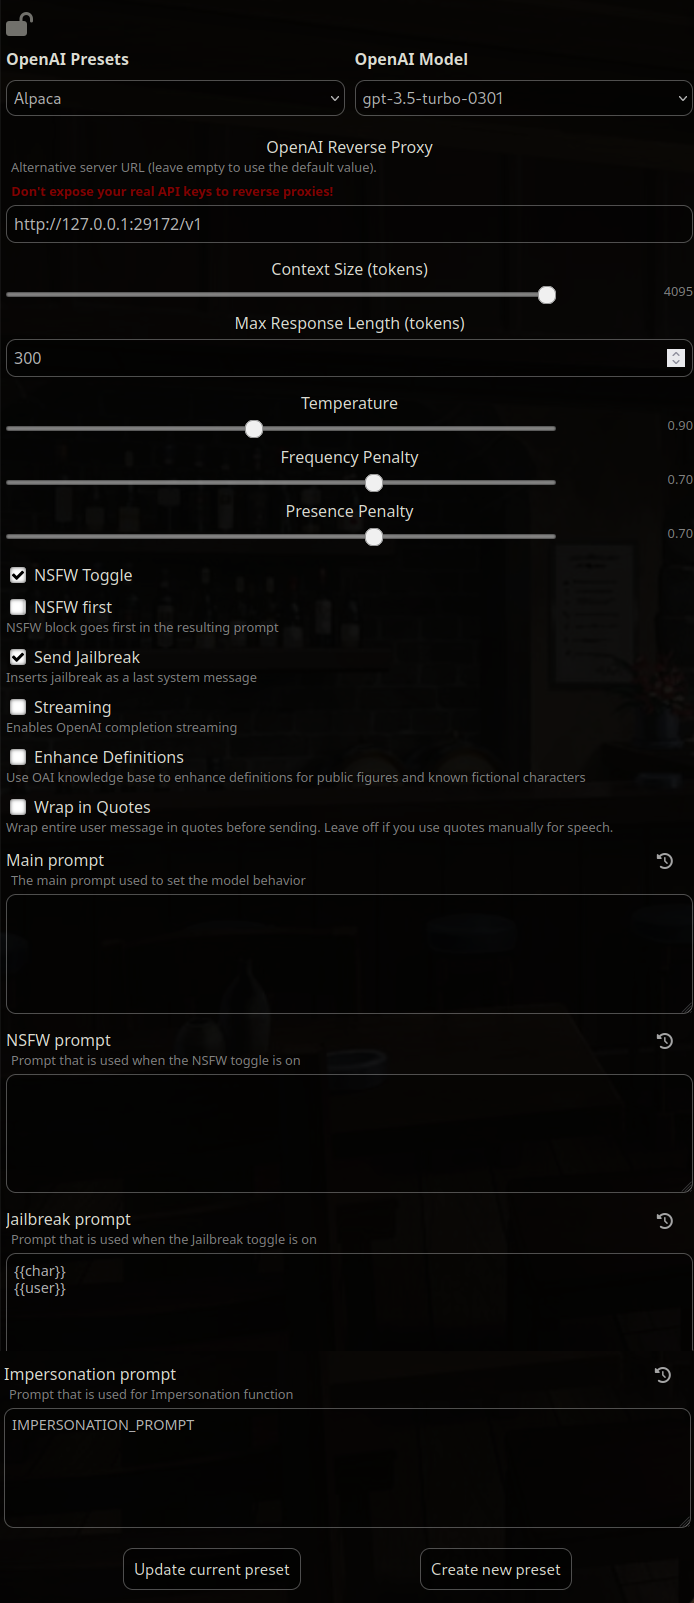 OpenAI Presets
OpenAI Model
Alpaca
gpt-3.5-turbo-0301
OpenAI Reverse Proxy
Alternative server URL (leave empty to use the default value).
Don't expose your real API keys to reverse proxies!
http://127.0.0.1:29172/v1
Context Size (tokens)
4095
Max Response Length (tokens)
300
Temperature
0.90
Frequency Penalty
0.70
Presence Penalty
0.70
NSFW Toggle
NSFW first
NSFW block goes first in the resulting prompt
Send Jailbreak
Inserts jailbreak as a last system message
Streaming
Enables OpenAI completion streaming
Enhance Definitions
Use OAI knowledge base to enhance definitions for public figures and known fictional characters
Wrap in Quotes
Wrap entire user message in quotes before sending. Leave off if you use quotes manually for speech.
Main prompt
The main prompt used to set the model behavior
NSFW prompt
Prompt that is used when the NSFW toggle is on
Jailbreak prompt
Prompt that is used when the Jailbreak toggle is on
{{char}}
{{user}}
Impersonation prompt
Prompt that is used for Impersonation function
IMPERSONATION_PROMPT
Update current preset
Create new preset